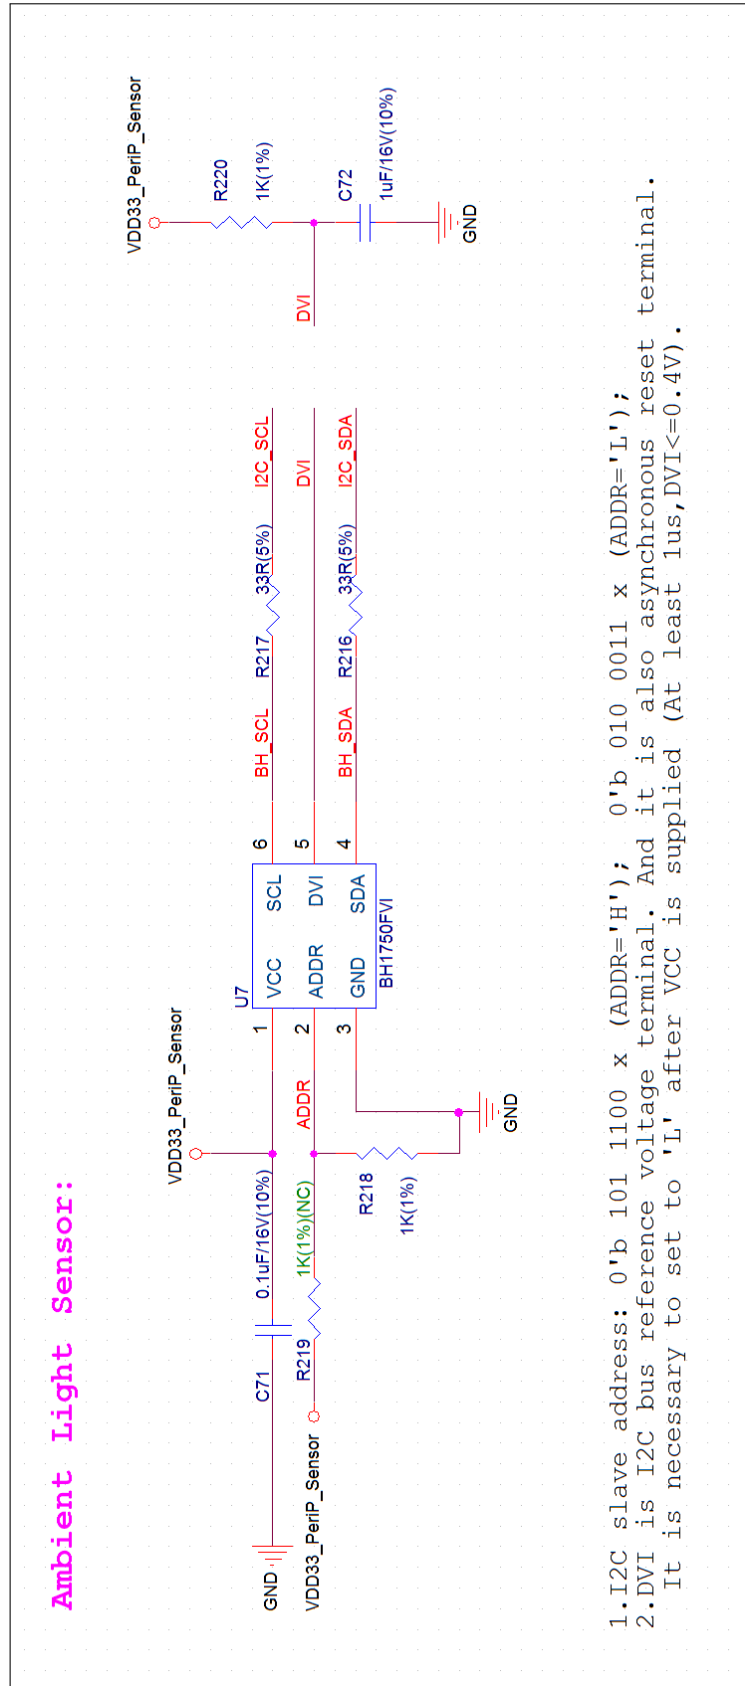 Ambient Light Sensor:
VDD33_PeriP_Sensor
VDD33_PeriP_Sensor
R220
1K(1%)
GND
C71
0.1uF/16V(10%)
U7
1
VCC
SCL
6
BH_SCL
R217
33R(5%)
I2C_SCL
VDD33_PeriP_Sensor
R219
1K(1%)(NC)
ADDR
2
ADDR
DVI
5
DVI
DVI
R218
1K(1%)
3
GND
SDA
4
BH_SDA
R216
33R(5%)
I2C_SDA
C72
1uF/16V(10%)
BH1750FVI
GND
GND
1.I2C slave address: 0'b 101 1100 x (ADDR='H'); 0'b 010 0011 x (ADDR='L');
2.DVI is I2C bus reference voltage terminal. And it is also asynchronous reset terminal.
It is necessary to set to 'L' after VCC is supplied (At least 1us,DVI<=0.4V).